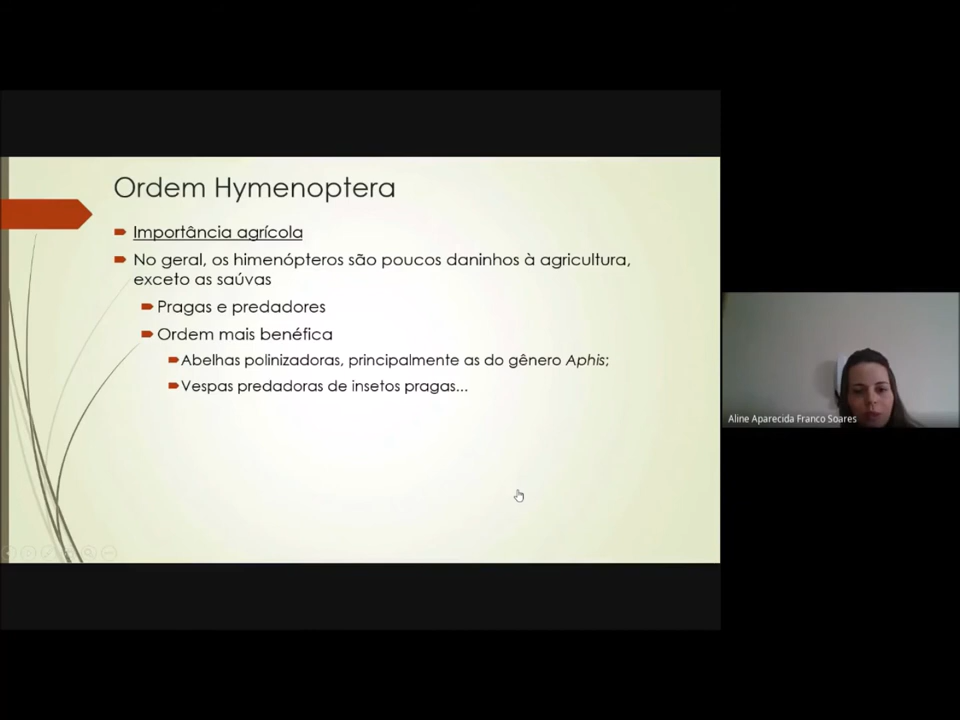 Ordem Hymenoptera
Importância agrícola
No geral, os himenópteros são poucos daninhos à agricultura,
exceto as saúvas
Pragas e predadores
Ordem mais benéfica
Abelhas polinizadoras, principalmente as do gênero Aphis;
Vespas predadoras de insetos pragas...
Aline Aparecida Franco Soares